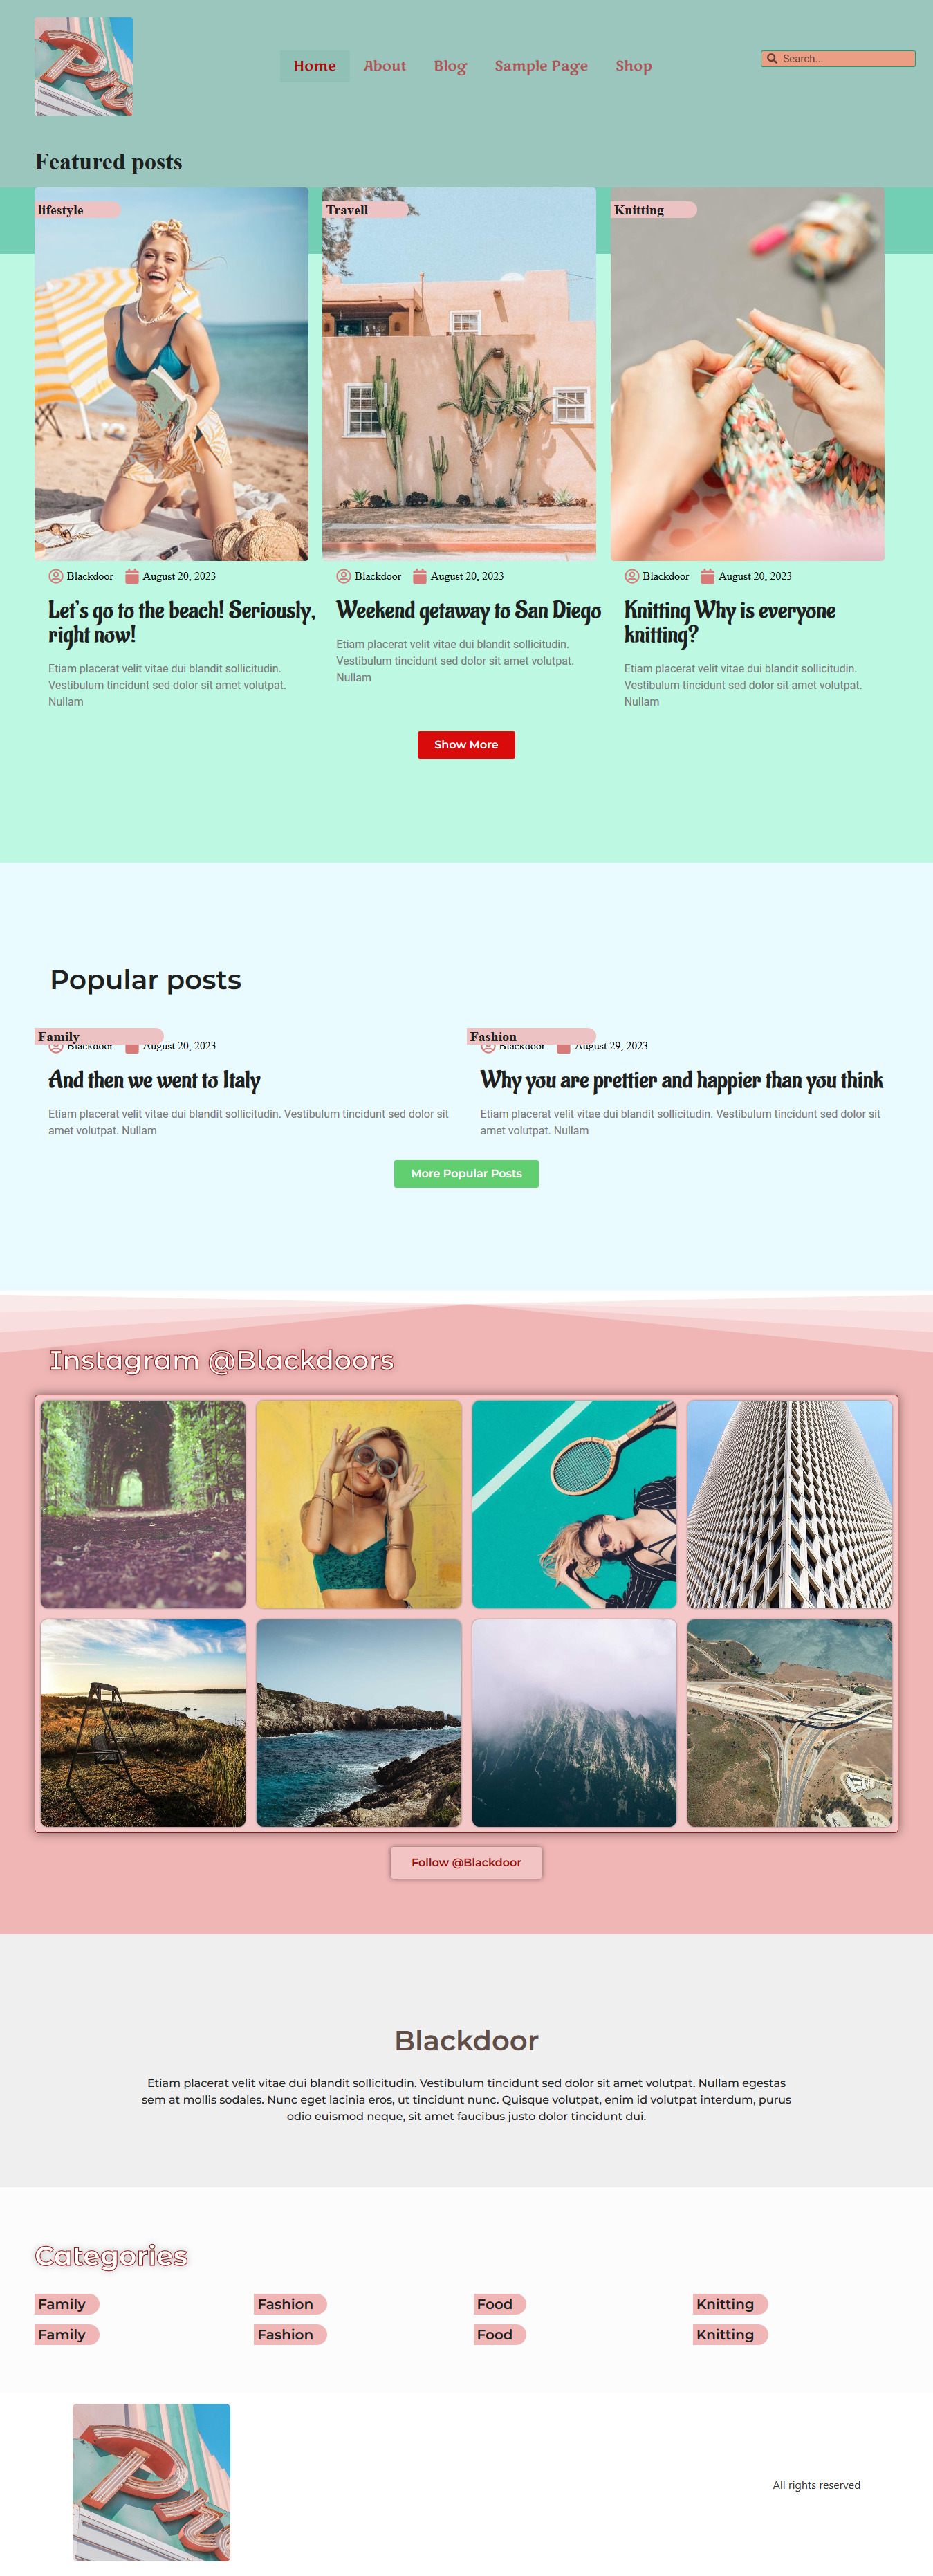 Home About Blog Sample Page Shop
Search...
Featured posts
lifestyle
Blackdoor August 20, 2023
Let's go to the beach! Seriously,
right now!
Etiam placerat velit vitae dui blandit sollicitudin.
Vestibulum tincidunt sed dolor sit amet volutpat.
Nullam
Travell
Blackdoor August 20, 2023
Weekend getaway to San Diego
Etiam placerat velit vitae dui blandit sollicitudin.
Vestibulum tincidunt sed dolor sit amet volutpat.
Nullam
Knitting
Blackdoor August 20, 2023
Knitting Why is everyone
knitting?
Etiam placerat velit vitae dui blandit sollicitudin.
Vestibulum tincidunt sed dolor sit amet volutpat.
Nullam
Show More
Popular posts
Family
Blackdoor August 20, 2023
And then we went to Italy
Etiam placerat velit vitae dui blandit sollicitudin. Vestibulum tincidunt sed dolor sit
amet volutpat. Nullam
Fashion
Blackdoor August 29, 2023
Why you are prettier and happier than you think
Etiam placerat velit vitae dui blandit sollicitudin. Vestibulum tincidunt sed dolor sit
amet volutpat. Nullam
More Popular Posts
Instagram @Blackdoors
Follow @Blackdoor
Blackdoor
Etiam placerat velit vitae dui blandit sollicitudin. Vestibulum tincidunt sed dolor sit amet volutpat. Nullam egestas
sem at mollis sodales. Nunc eget lacinia eros, ut tincidunt nunc. Quisque volutpat, enim id volutpat interdum, purus
odio euismod neque, sit amet faucibus justo dolor tincidunt dui.
Categories
Family Fashion Food Knitting
Family Fashion Food Knitting
All rights reserved